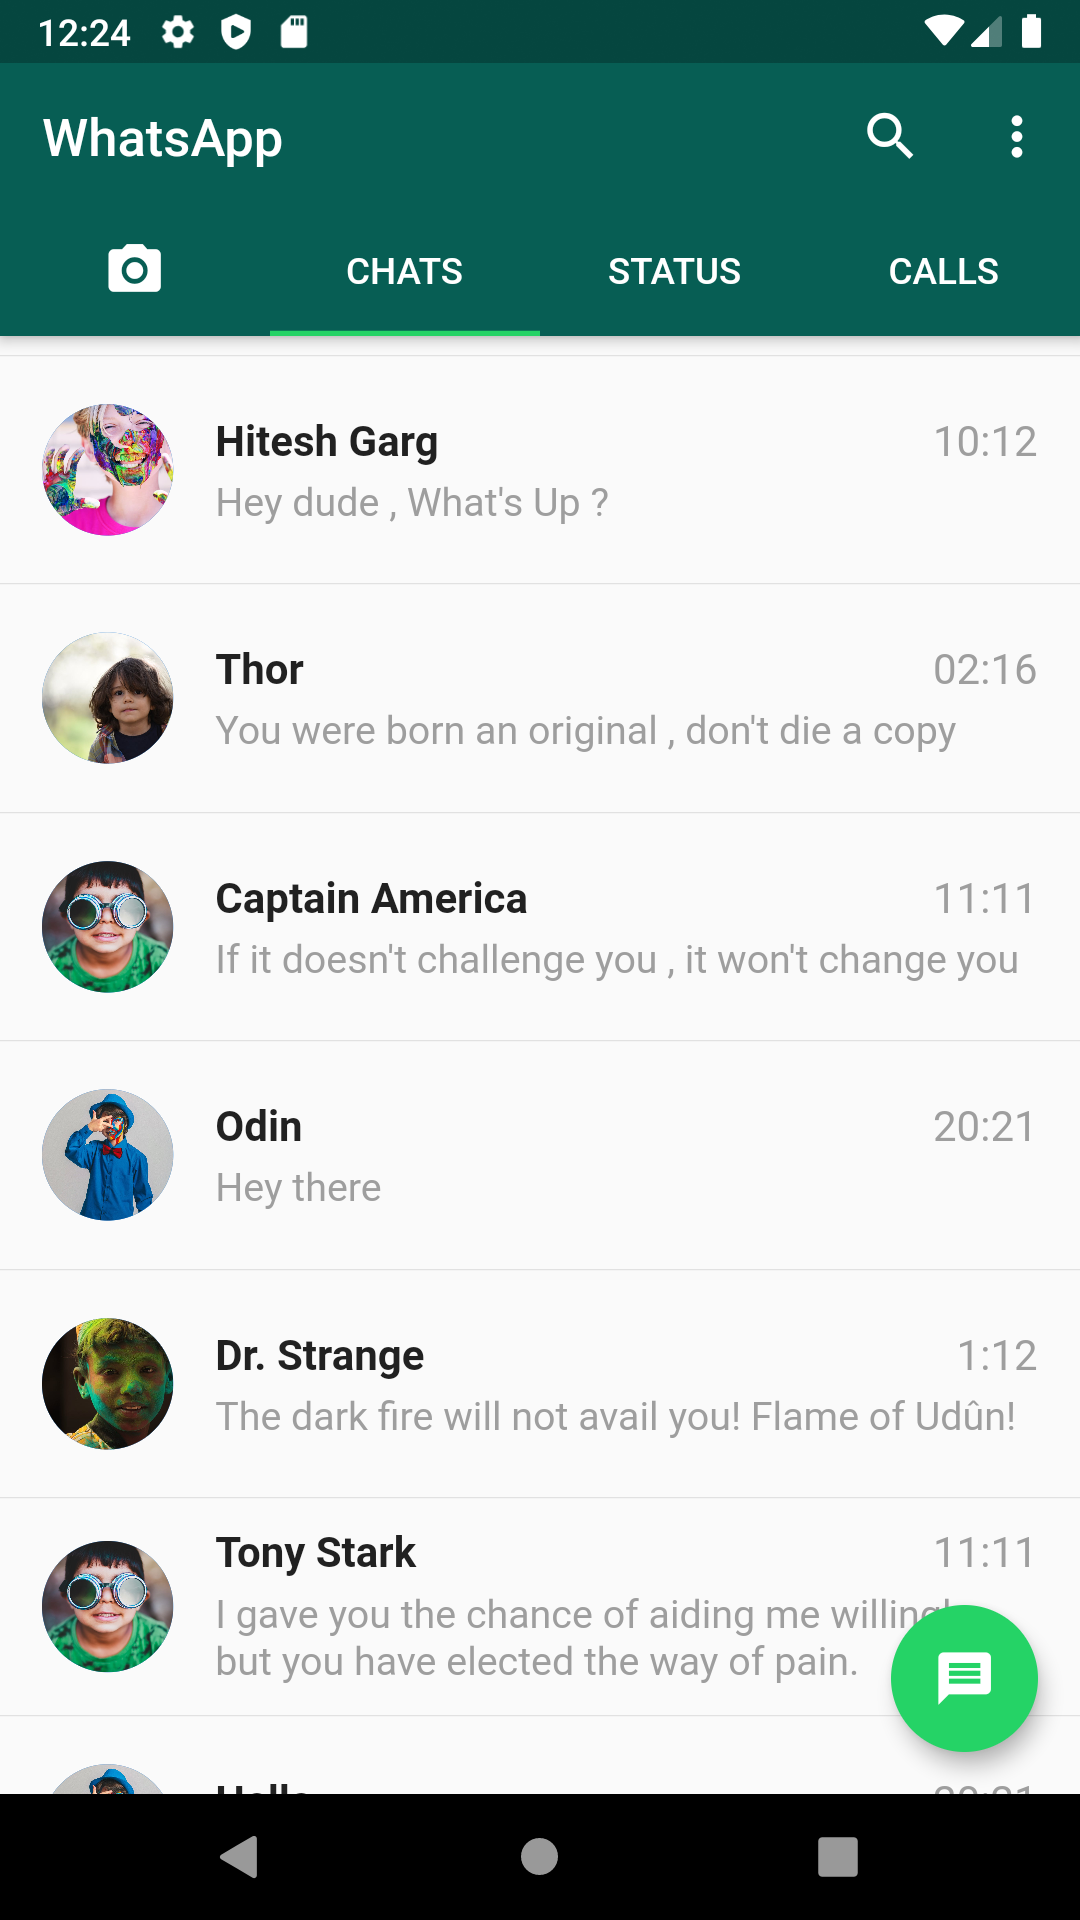 12:24
WhatsApp
CHATS STATUS CALLS
Hitesh Garg 10:12
Hey dude , What's Up ?
Thor 02:16
You were born an original , don't die a copy
Captain America 11:11
If it doesn't challenge you , it won't change you
Odin 20:21
Hey there
Dr. Strange 1:12
The dark fire will not avail you! Flame of Udûn!
Tony Stark 11:11
I gave you the chance of aiding me
but you have elected the way of pain.